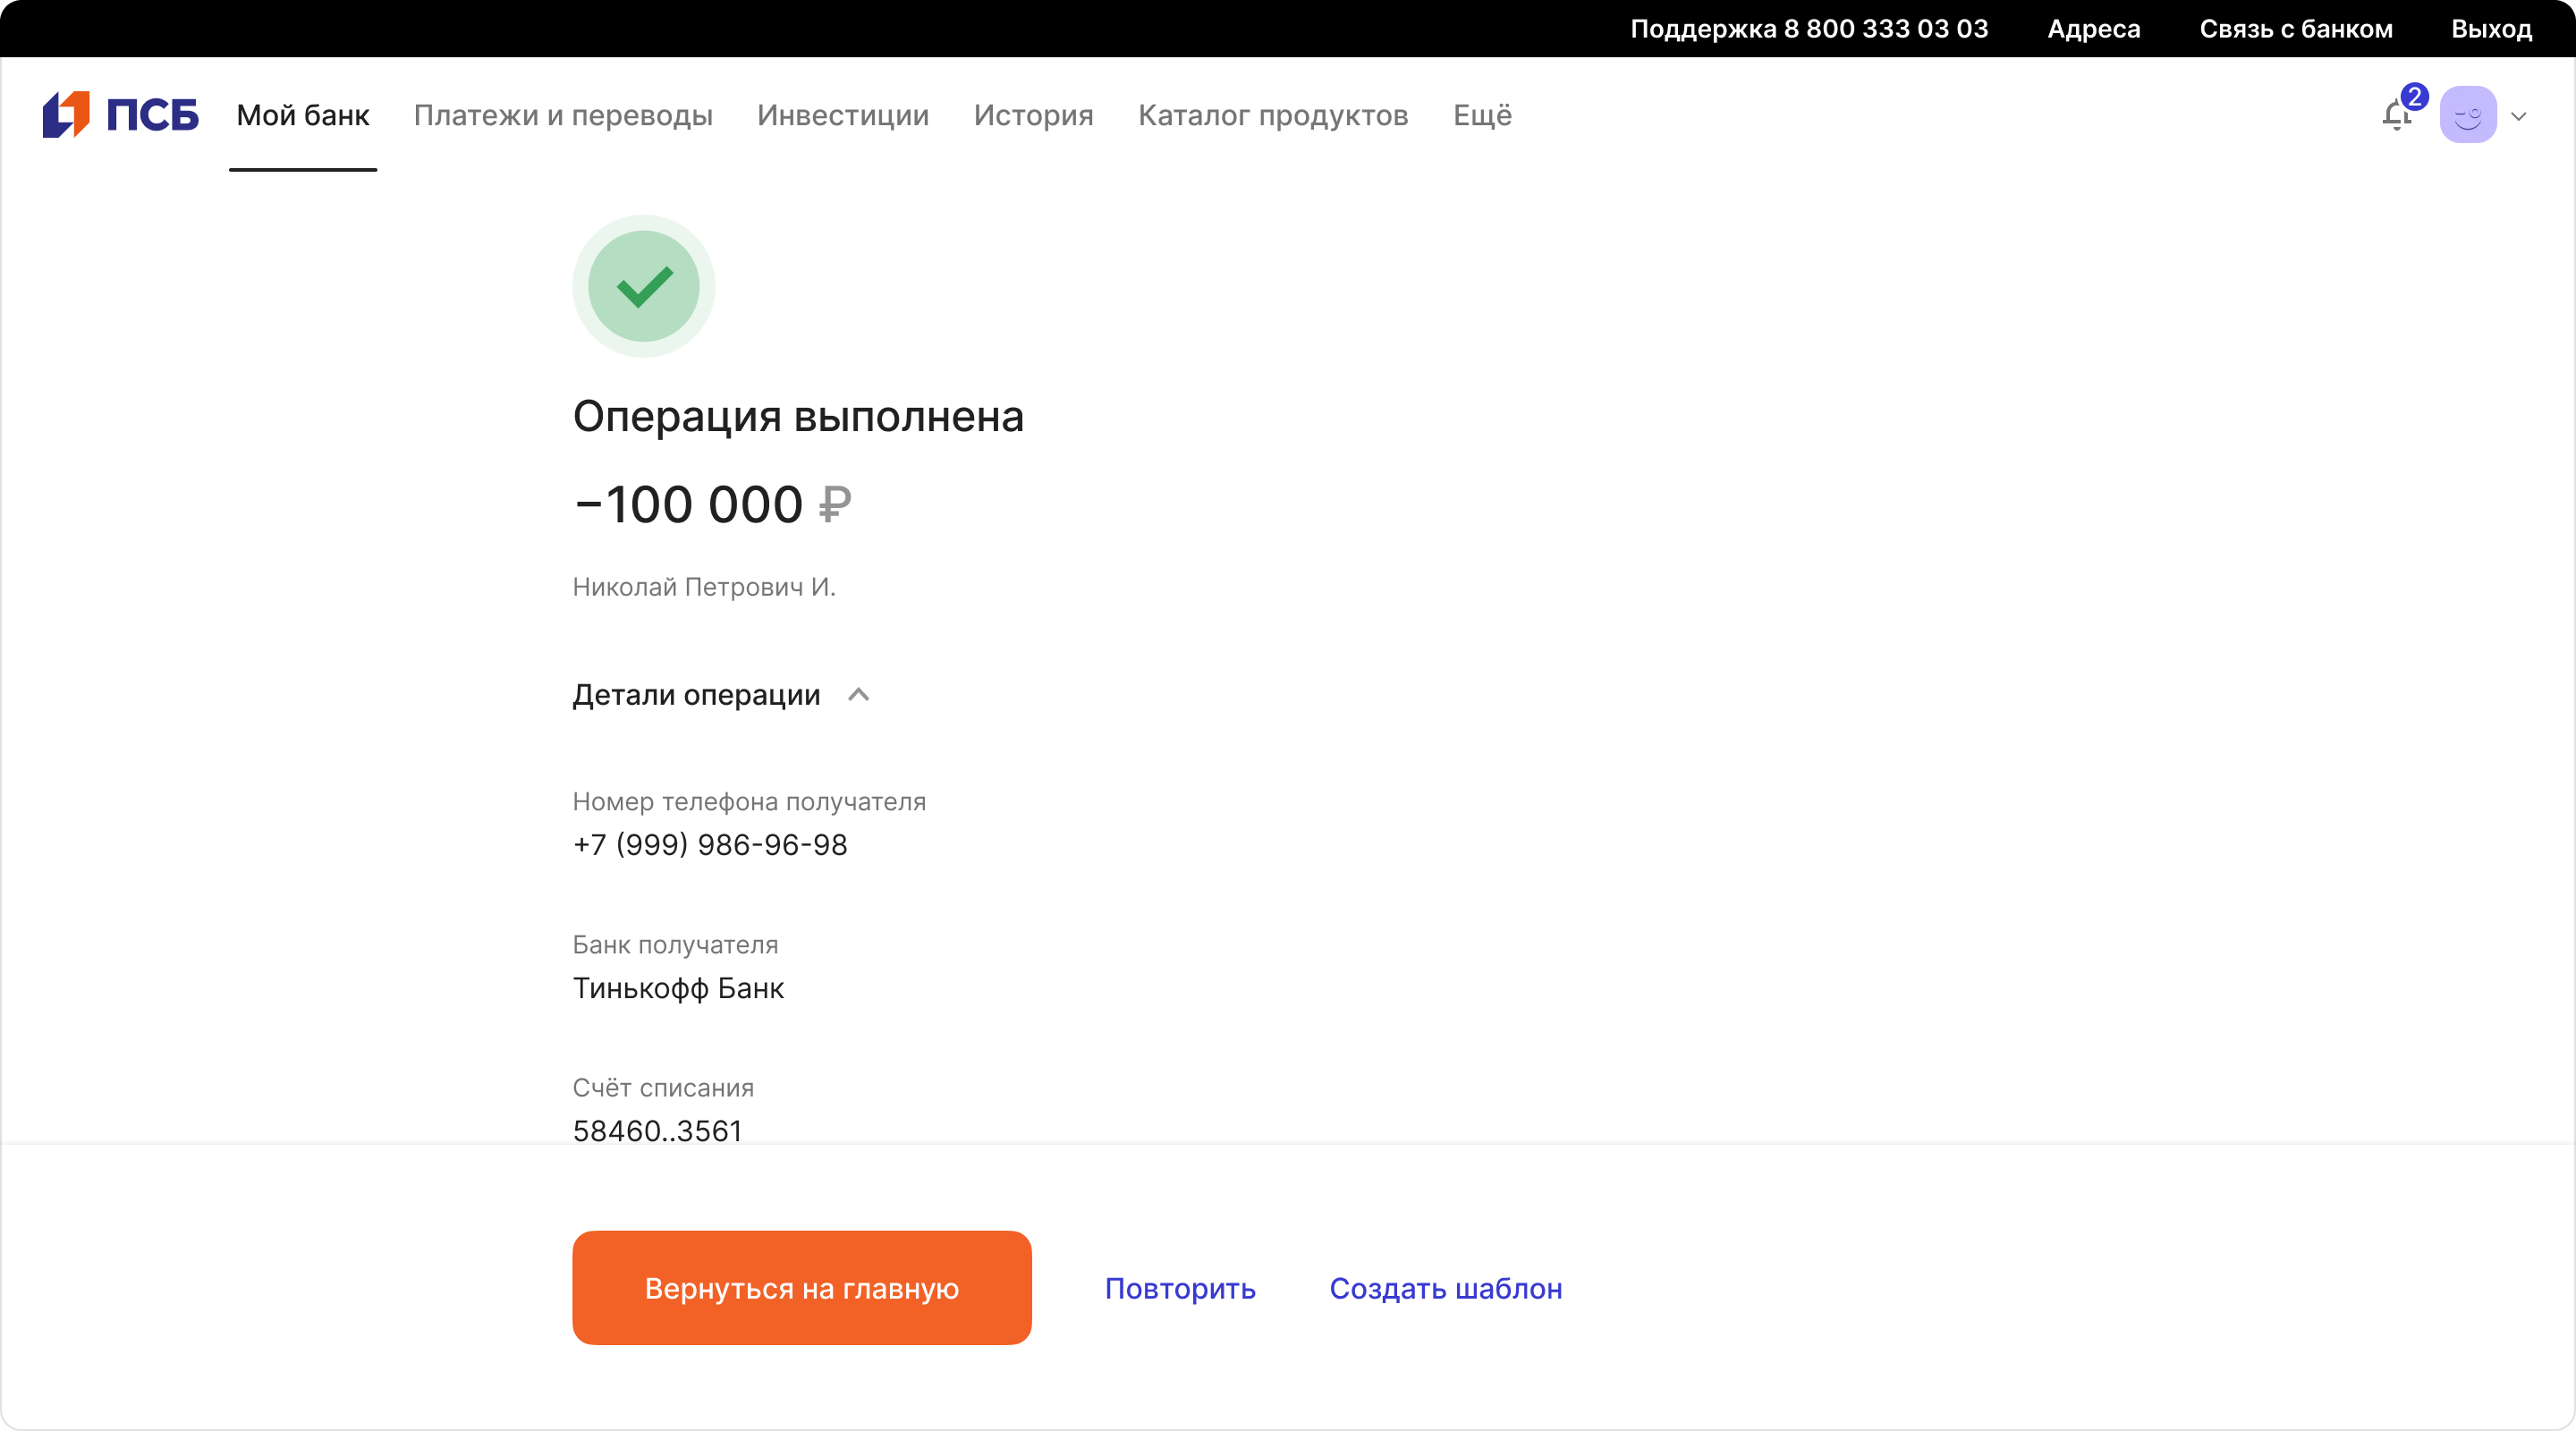 Поддержка 8 800 333 03 03 Адреса Связь с банком Выход
ПСБ Мой банк Платежи и переводы Инвестиции История Каталог продуктов Ещё 2
Операция выполнена
–100 000 ₽
Николай Петрович И.
Детали операции
Номер телефона получателя
+7 (999) 986-96-98
Банк получателя
Тинькофф Банк
Счёт списания
58460..3561
Вернуться на главную Повторить Создать шаблон